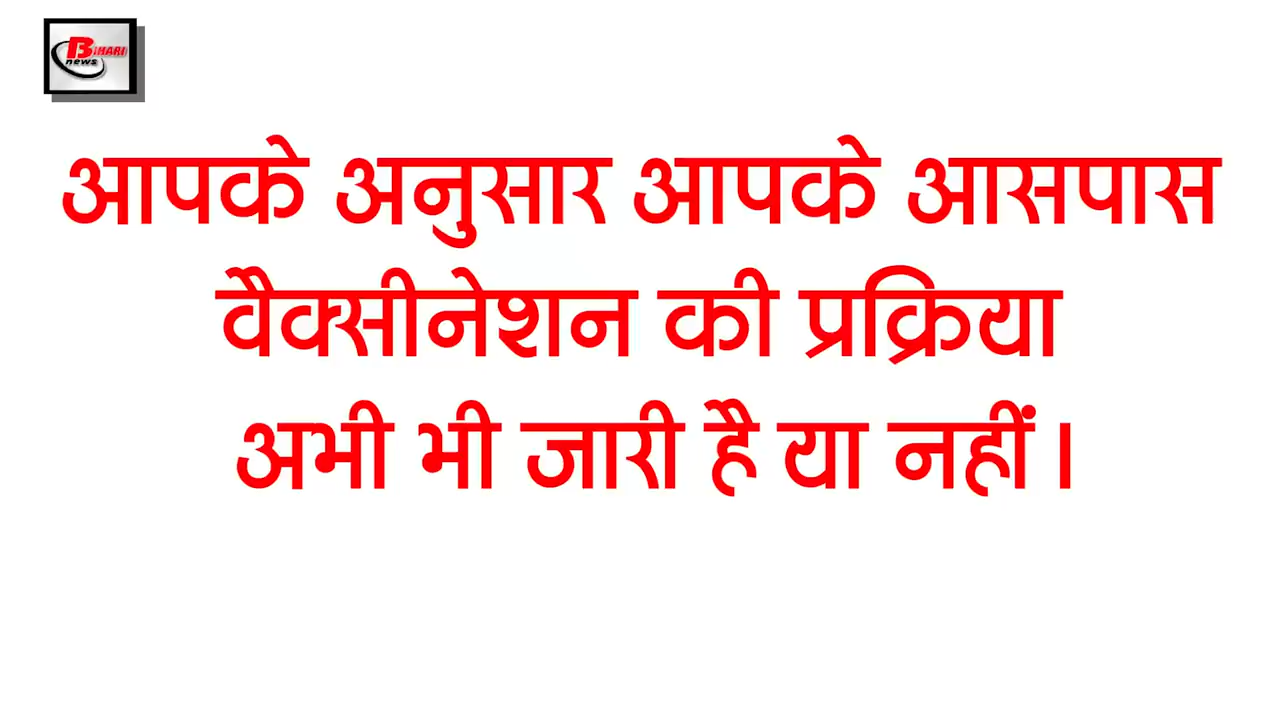 BIHARI
news
आपके अनुसार आपके आसपास
वैक्सीनेशन की प्रक्रिया
अभी भी जारी है या नहीं।